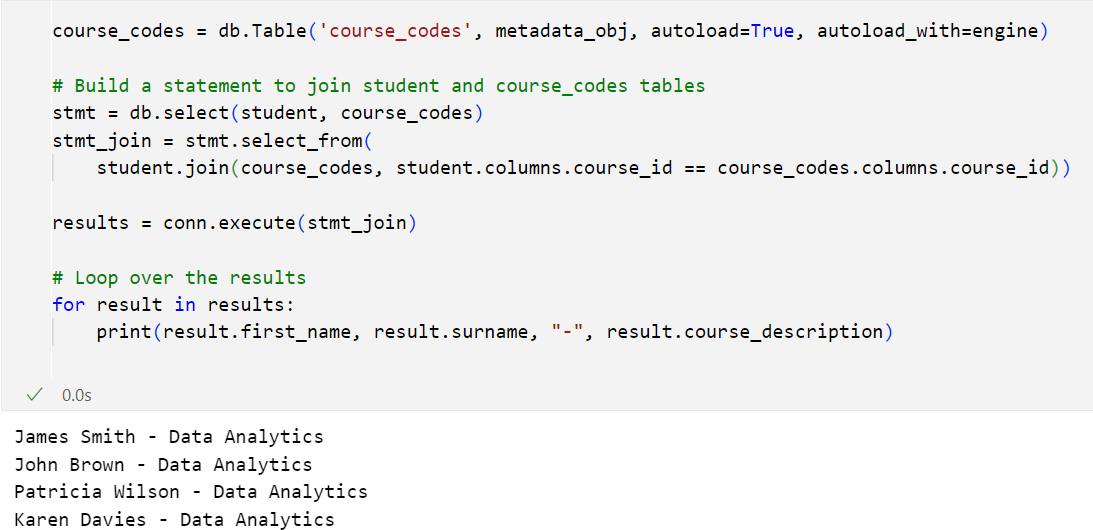 course_codes = db.Table('course_codes', metadata_obj, autoload=True, autoload_with=engine)
# Build a statement to join student and course_codes tables
stmt = db.select(student, course_codes)
stmt_join = stmt.select_from(
    student.join(course_codes, student.columns.course_id == course_codes.columns.course_id))
results = conn.execute(stmt_join)
# Loop over the results
for result in results:
    print(result.first_name, result.surname, "-", result.course_description)
0.0s
James Smith - Data Analytics
John Brown - Data Analytics
Patricia Wilson - Data Analytics
Karen Davies - Data Analytics